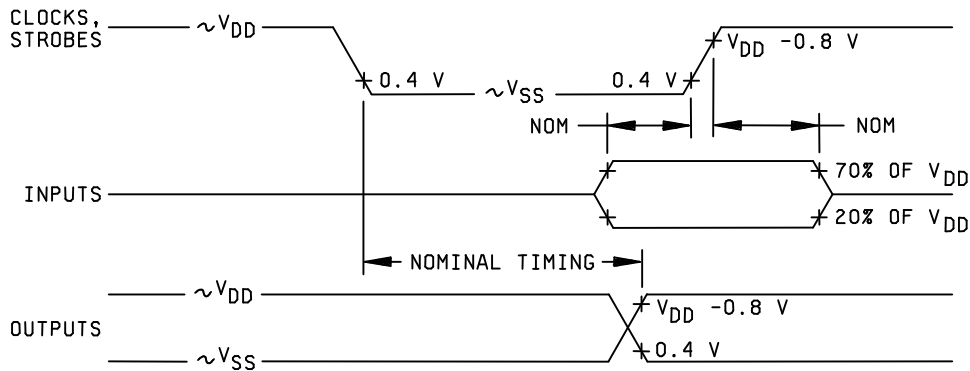 CLOCKS,
STROBES
~VDD
VDD -0.8 V
0.4 V
~VSS
0.4 V
NOM
NOM
INPUTS
70% OF VDD
20% OF VDD
NOMINAL TIMING
OUTPUTS
~VDD
VDD -0.8 V
0.4 V
~VSS